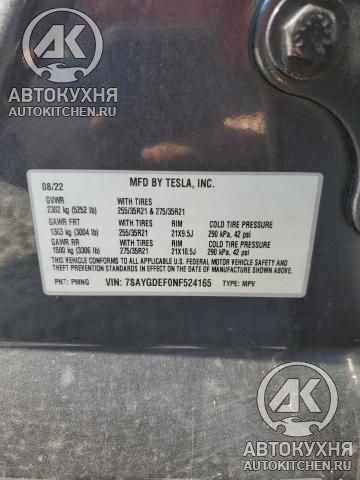 АК
АВТОКУХНЯ
AUTOKITCHEN.RU
08/22 MFD BY TESLA, INC.
GVWR WITH TIRES
2382 kg (5252 lb) 255/35R21 & 275/35R21
GAWR FRT WITH TIRES RIM COLD TIRE PRESSURE
1363 kg (3004 lb) 255/35R21 21X9.5J 290 kPa, 42 psi
GAWR RR WITH TIRES RIM COLD TIRE PRESSURE
1500 kg (3306 lb) 275/35R21 21X10.5J 290 kPa, 42 psi
THIS VEHICLE CONFORMS TO ALL APPLICABLE U.S. FEDERAL MOTOR VEHICLE SAFETY
AND THEFT PREVENTION STANDARDS IN EFFECT ON THE DATE OF MANUFACTURE SHOWN ABOVE.
PNT: PMNG VIN: 7SAYGDEF0NF524165 TYPE: MPV
АК
АВТОКУХНЯ
AUTOKITCHEN.RU